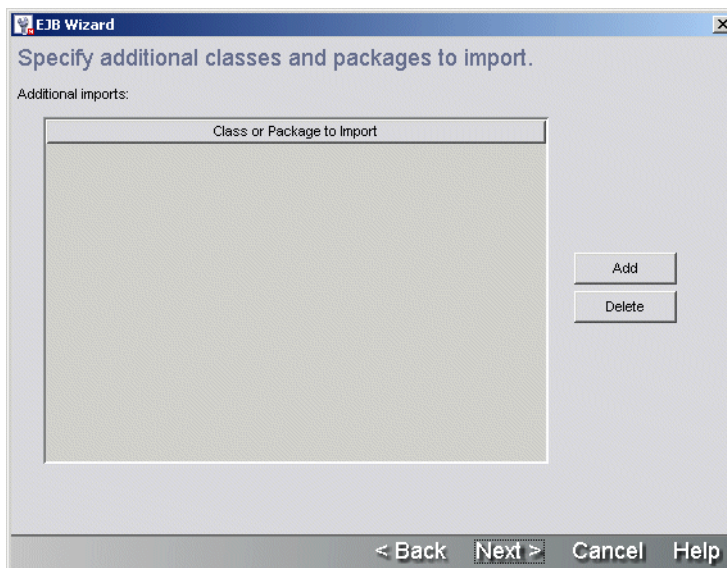 EJB Wizard
Specify additional classes and packages to import.
Additional imports:
Class or Package to Import
Add
Delete
< Back Next > Cancel Help